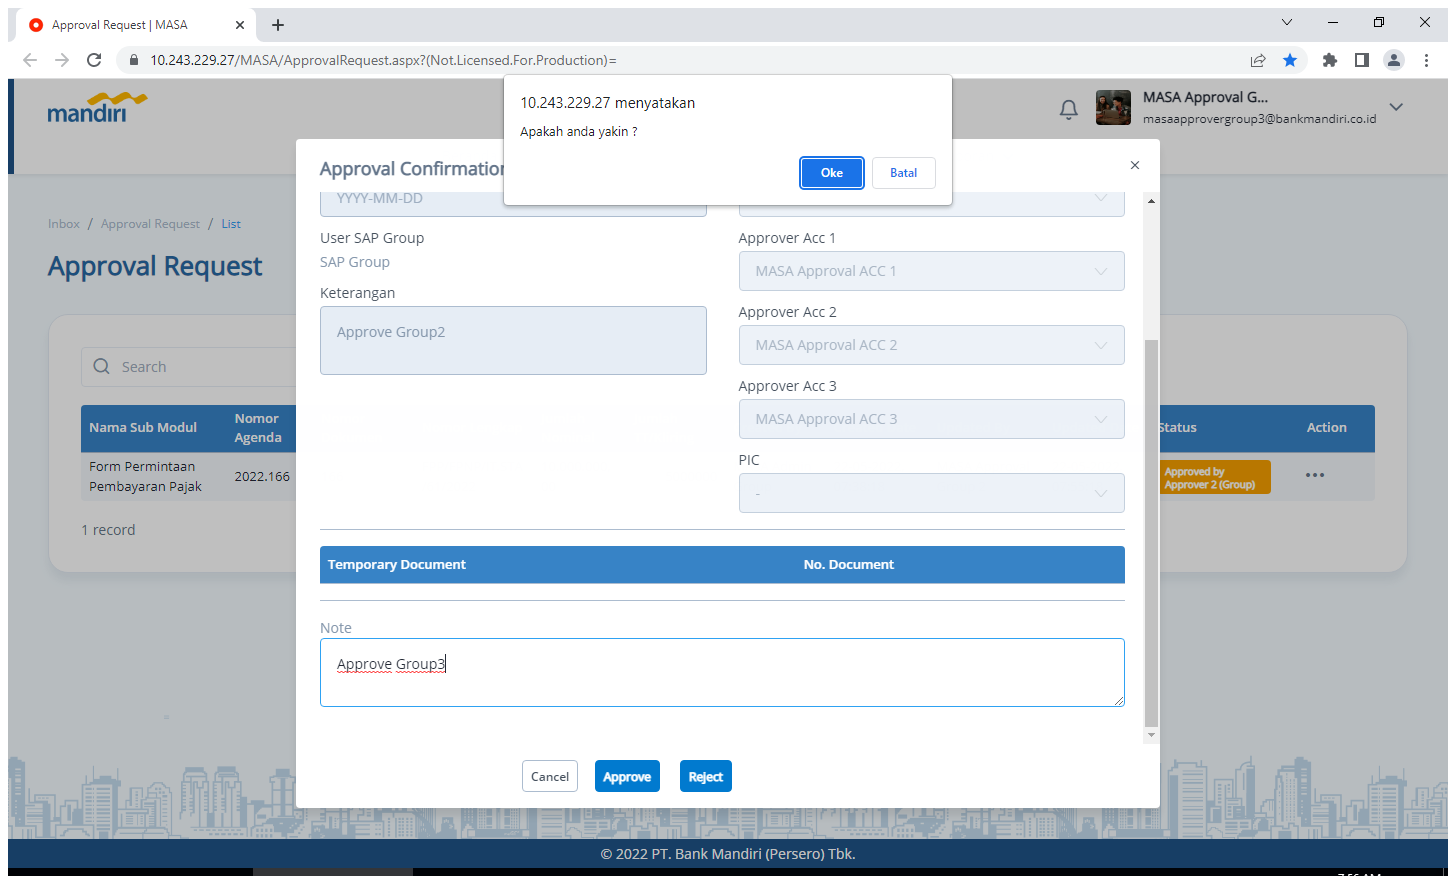 Approval Request | MASA
10.243.229.27/MASA/ApprovalRequest.aspx?(Not.Licensed.For.Production)=
10.243.229.27 menyatakan
Apakah anda yakin ?
Oke
Batal
mandiri
MASA Approval G...
masaapprovergroup3@bankmandiri.co.id
Inbox / Approval Request / List
Approval Request
Search
Nama Sub Modul
Nomor
Agenda
Status
Action
Form Permintaan
Pembayaran Pajak
2022.166
Approved by
Approver 2 (Group)
1 record
Approval Confirmation
YYYY-MM-DD
User SAP Group
SAP Group
Keterangan
Approve Group2
Approver Acc 1
MASA Approval ACC 1
Approver Acc 2
MASA Approval ACC 2
Approver Acc 3
MASA Approval ACC 3
PIC
-
Temporary Document
No. Document
Note
Approve Group3
Cancel
Approve
Reject
© 2022 PT. Bank Mandiri (Persero) Tbk.